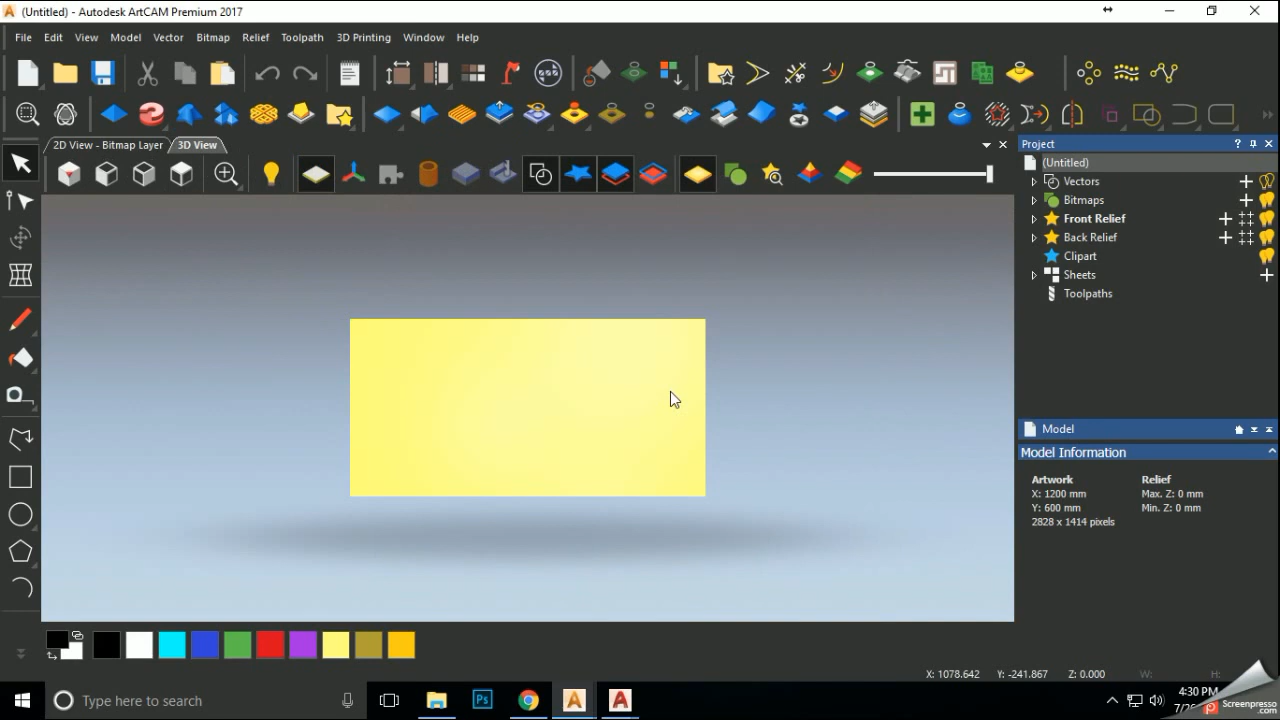 (Untitled) - Autodesk ArtCAM Premium 2017
File Edit View Model Vector Bitmap Relief Toolpath 3D Printing Window Help
2D View - Bitmap Layer 3D View
Project
(Untitled)
Vectors
Bitmaps
Front Relief
Back Relief
Clipart
Sheets
Toolpaths
Model
Model Information
Artwork Relief
X: 1200 mm Max. Z: 0 mm
Y: 600 mm Min. Z: 0 mm
2828 x 1414 pixels
X: 1078.642 Y: -241.867 Z: 0.000 W: H:
Type here to search
Ps
4:30 PM
Screenpresso
.com